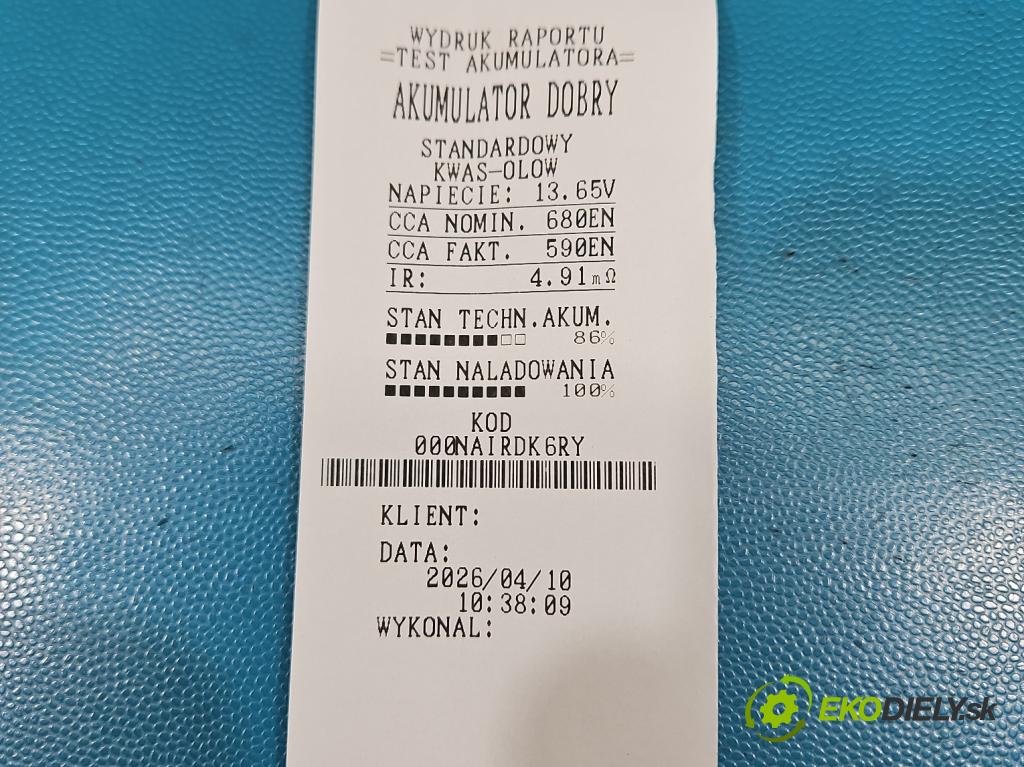 WYDRUK RAPORTU
=TEST AKUMULATORA=
AKUMULATOR DOBRY
STANDARDOWY
KWAS-OLOW
NAPIECIE: 13.65V
CCA NOMIN. 680EN
CCA FAKT. 590EN
IR: 4.91mΩ
STAN TECHN.AKUM.
86%
STAN NALADOWANIA
100%
KOD
000NAIRDK6RY
KLIENT:
DATA:
2026/04/10
10:38:09
WYKONAL:
EKODIELY.sk